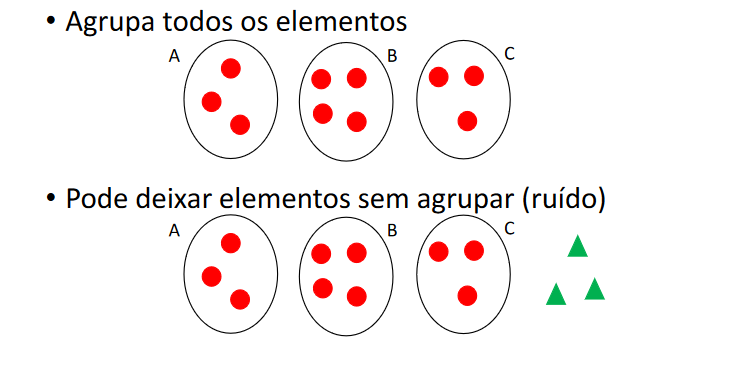 • Agrupa todos os elementos
A B C
• Pode deixar elementos sem agrupar (ruído)
A B C